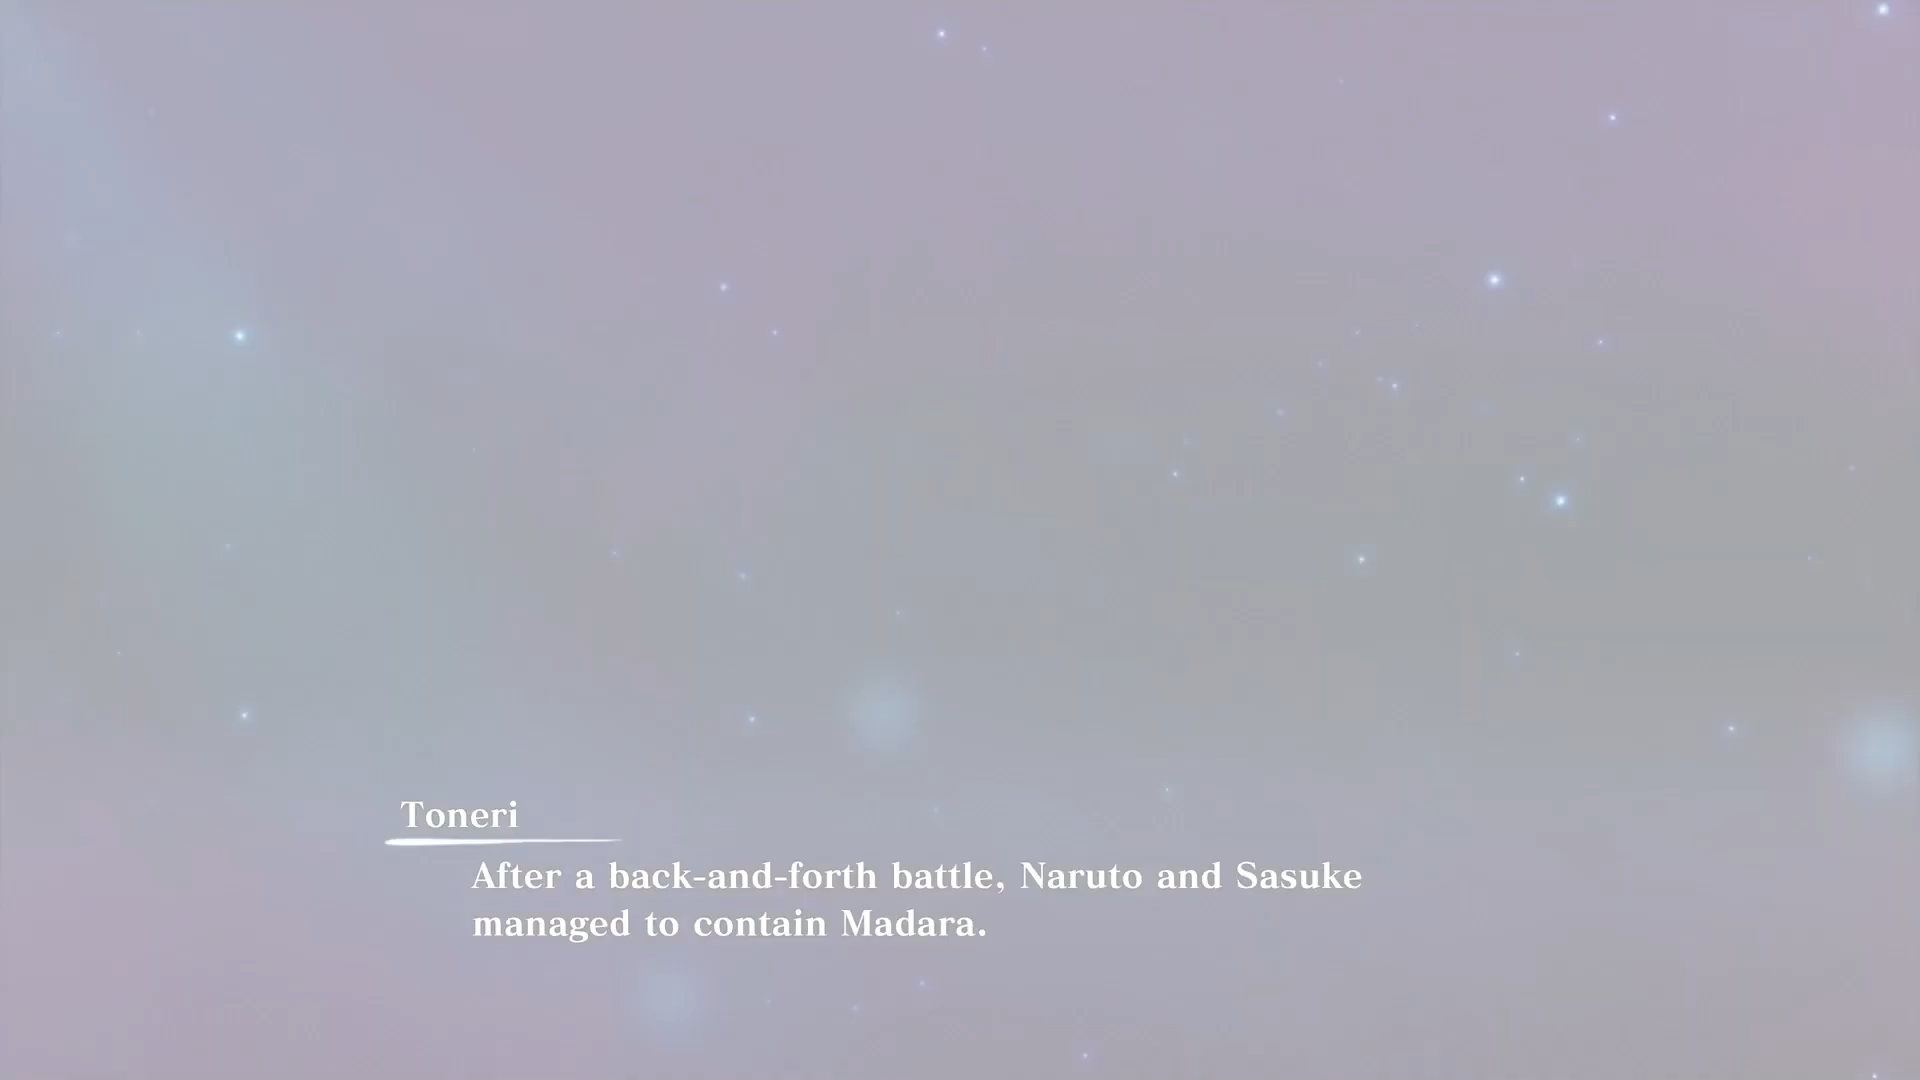 Toneri
After a back-and-forth battle, Naruto and Sasuke
managed to contain Madara.